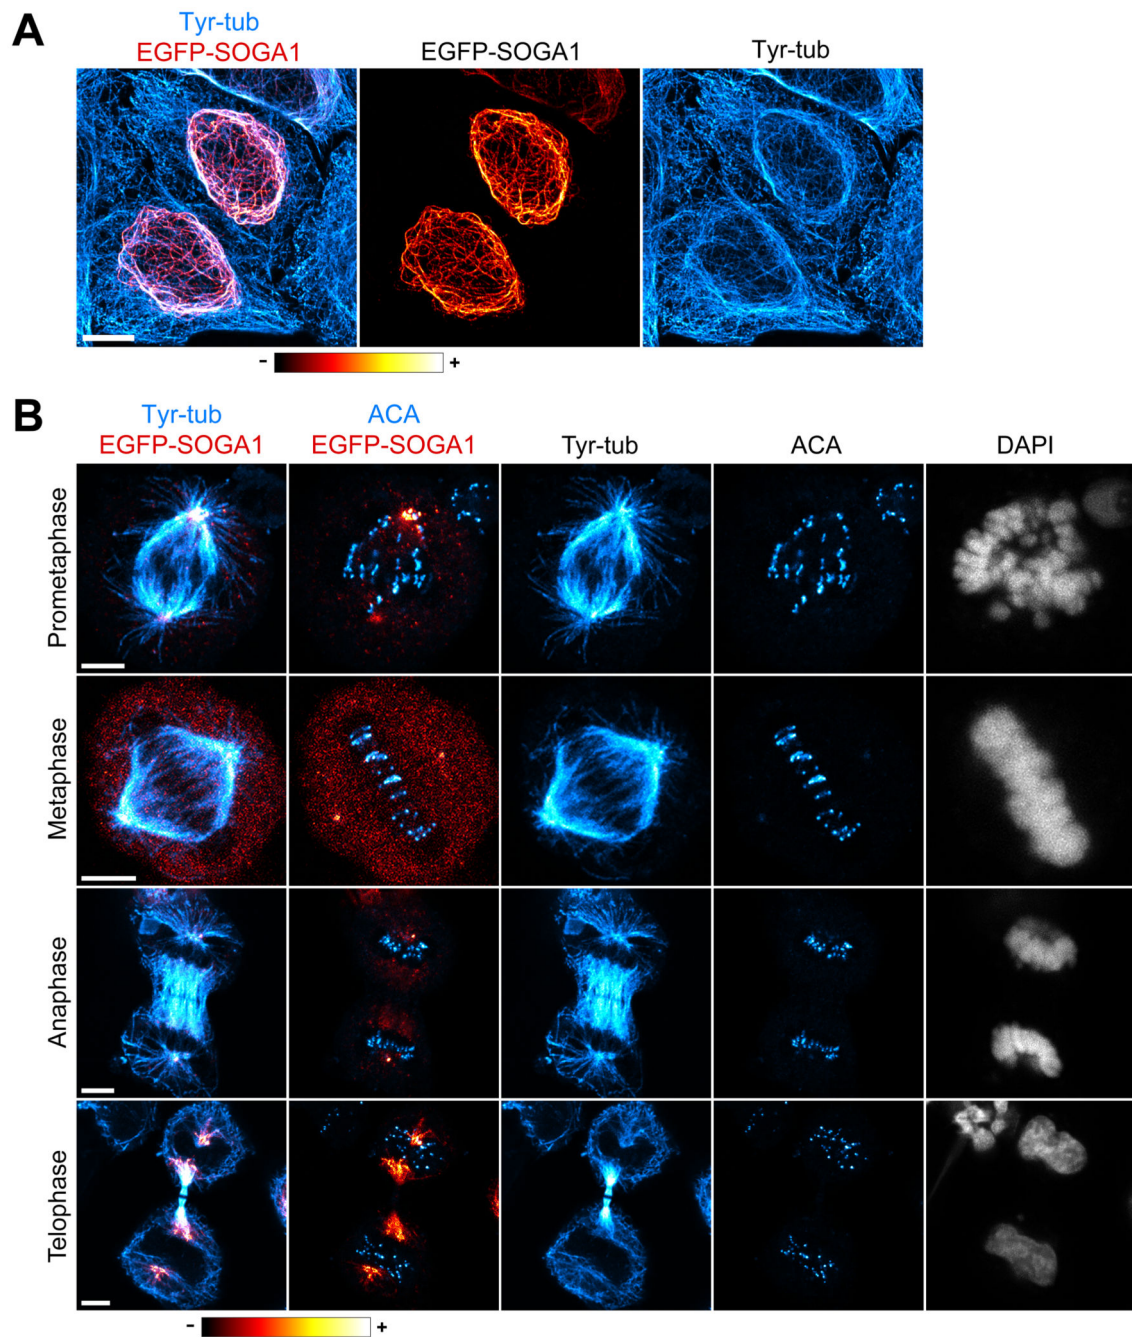 A
Tyr-tub
EGFP-SOGA1
EGFP-SOGA1
Tyr-tub
- +
B
Tyr-tub
EGFP-SOGA1
ACA
EGFP-SOGA1
Tyr-tub
ACA
DAPI
Prometaphase
Metaphase
Anaphase
Telophase
- +